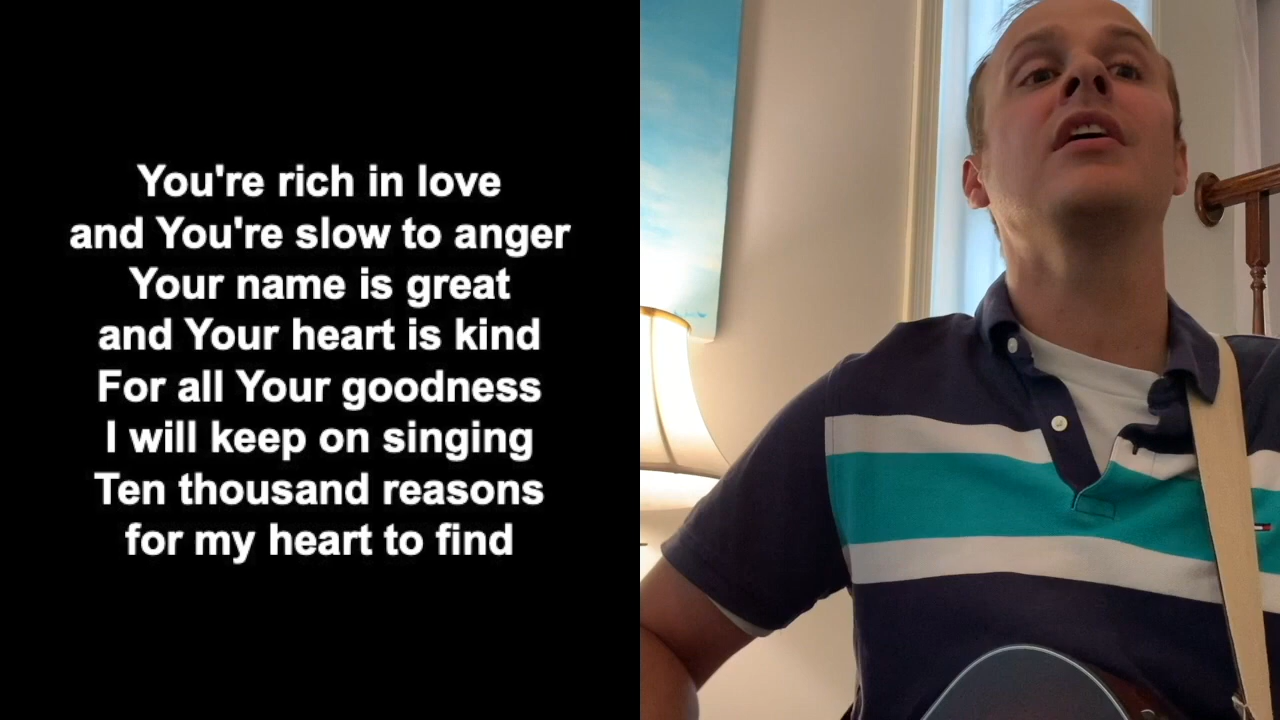 You're rich in love
and You're slow to anger
Your name is great
and Your heart is kind
For all Your goodness
I will keep on singing
Ten thousand reasons
for my heart to find